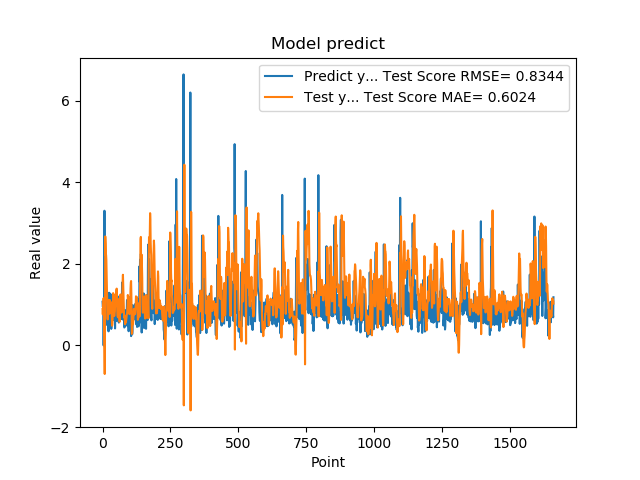 Model predict
Predict y... Test Score RMSE= 0.8344
Test y... Test Score MAE= 0.6024
Real value
6
4
2
0
−2
0 250 500 750 1000 1250 1500
Point